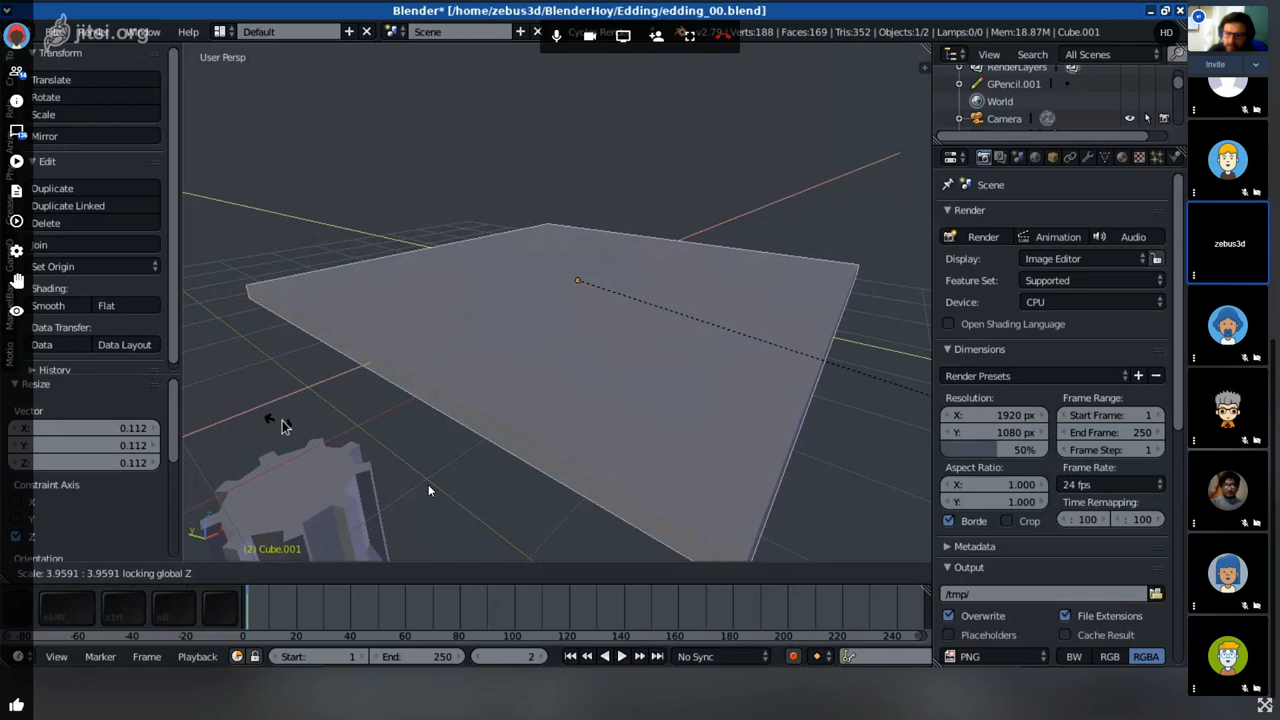 Blender* [/home/zebus3d/BlenderHoy/Edding/edding_00.blend]
jitsi.org
Window
Help
Default
Scene
v2.79 | Verts:188 | Faces:169 | Tris:352 | Objects:1/2 | Lamps:0/0 | Mem:18.87M | Cube.001
HD
Invite
Transform
Translate
Rotate
Scale
Mirror
Edit
Duplicate
Duplicate Linked
Delete
Join
Set Origin
Shading:
Smooth
Flat
Data Transfer:
Data
Data Layout
History
Resize
Vector
X: 0.112
Y: 0.112
Z: 0.112
Constraint Axis
X
Y
Z
Orientation
User Persp
(2) Cube.001
Scale: 3.9591 : 3.9591 locking global Z
shift
ctrl
alt
View
Search
All Scenes
RenderLayers
GPencil.001
World
Camera
Scene
Render
Render
Animation
Audio
Display:
Image Editor
Feature Set:
Supported
Device:
CPU
Open Shading Language
Dimensions
Render Presets
Resolution:
Frame Range:
X: 1920 px
Start Frame: 1
Y: 1080 px
End Frame: 250
50%
Frame Step: 1
Aspect Ratio:
Frame Rate:
X: 1.000
24 fps
Y: 1.000
Time Remapping:
Borde
Crop
: 100
: 100
Metadata
Output
/tmp/
Overwrite
File Extensions
Placeholders
Cache Result
PNG
BW
RGB
RGBA
zebus3d
-80 0 20 40 60 80 100 120 140 160 180 200 220 240
View
Marker
Frame
Playback
Start: 1
End: 250
2
No Sync